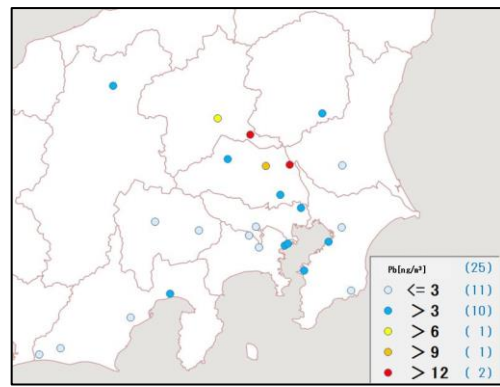 Pb[ng/m³] (25)
<= 3 (11)
> 3 (10)
> 6 ( 1)
> 9 ( 1)
> 12 ( 2)